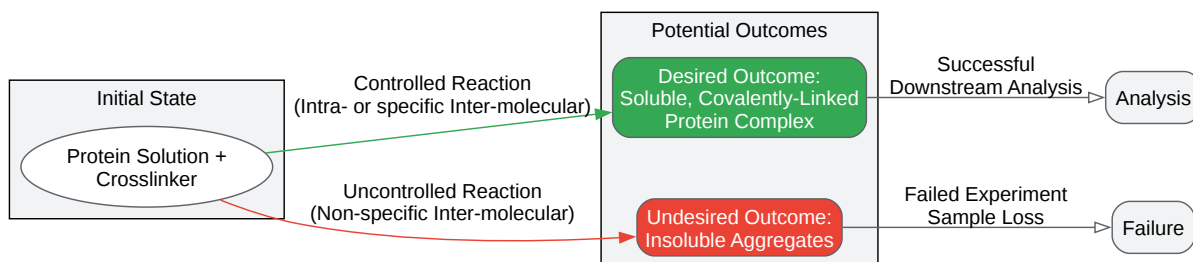 Initial State
Protein Solution +
Crosslinker
Controlled Reaction
(Intra- or specific Inter-molecular)
Uncontrolled Reaction
(Non-specific Inter-molecular)
Potential Outcomes
Desired Outcome:
Soluble, Covalently-Linked
Protein Complex
Undesired Outcome:
Insoluble Aggregates
Successful
Downstream Analysis
Analysis
Failed Experiment
Sample Loss
Failure